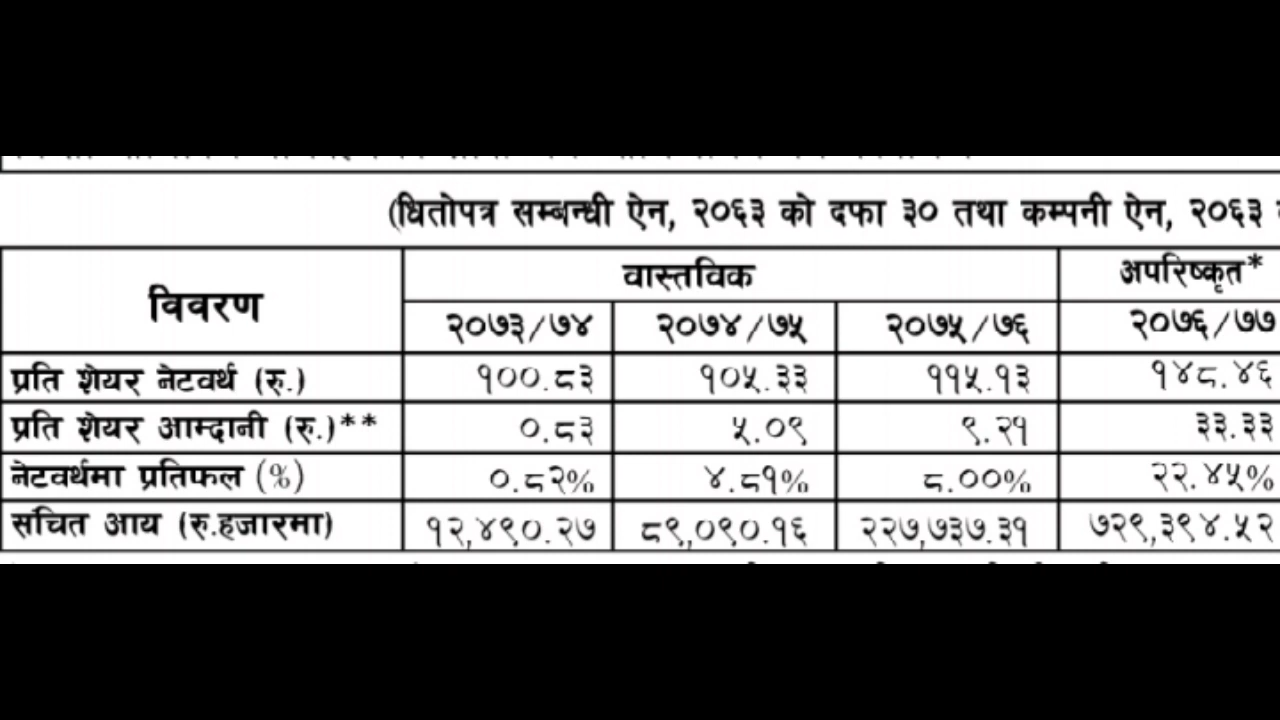 (धितोपत्र सम्बन्धी ऐन, २०६३ को दफा ३० तथा कम्पनी ऐन, २०६३
विवरण वास्तविक अपरिष्कृत*
२०७३/७४ २०७४/७५ २०७५/७६ २०७६/७७
प्रति शेयर नेटवर्थ (रु.) १००.८३ १०५.३३ ११५.१३ १४८.४६
प्रति शेयर आम्दानी (रु.)** ०.८३ ५.०९ ९.२१ ३३.३३
नेटवर्थमा प्रतिफल (%) ०.८२% ४.८१% ८.००% २२.४५%
संचित आय (रु.हजारमा) १२,४९०.२७ ८९,०९०.१६ २२७,७३७.३१ ७२९,३९४.५२